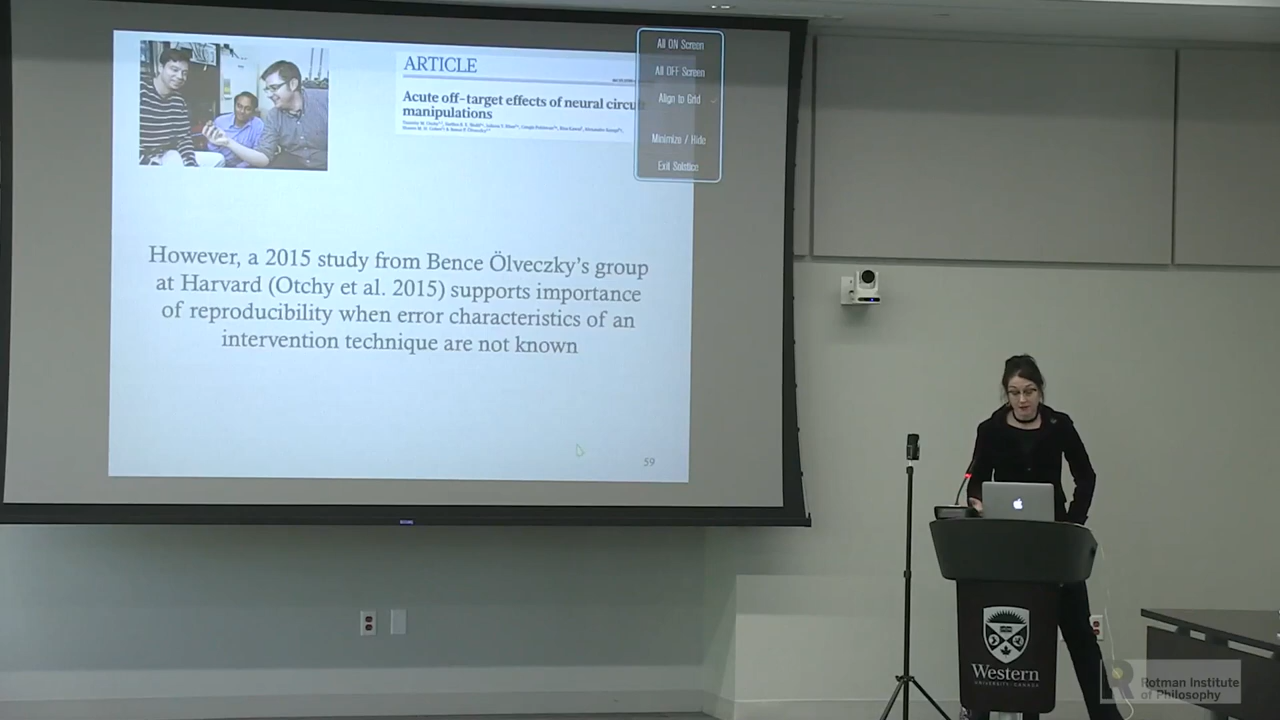 ARTICLE
Acute off-target effects of neural circu
manipulations
All ON Screen
All OFF Screen
Align to Grid
Minimize / Hide
Exit Solstice
However, a 2015 study from Bence Ölveczky's group
at Harvard (Otchy et al. 2015) supports importance
of reproducibility when error characteristics of an
intervention technique are not known
59
Western
UNIVERSITY · CANADA
R
Rotman Institute
of Philosophy